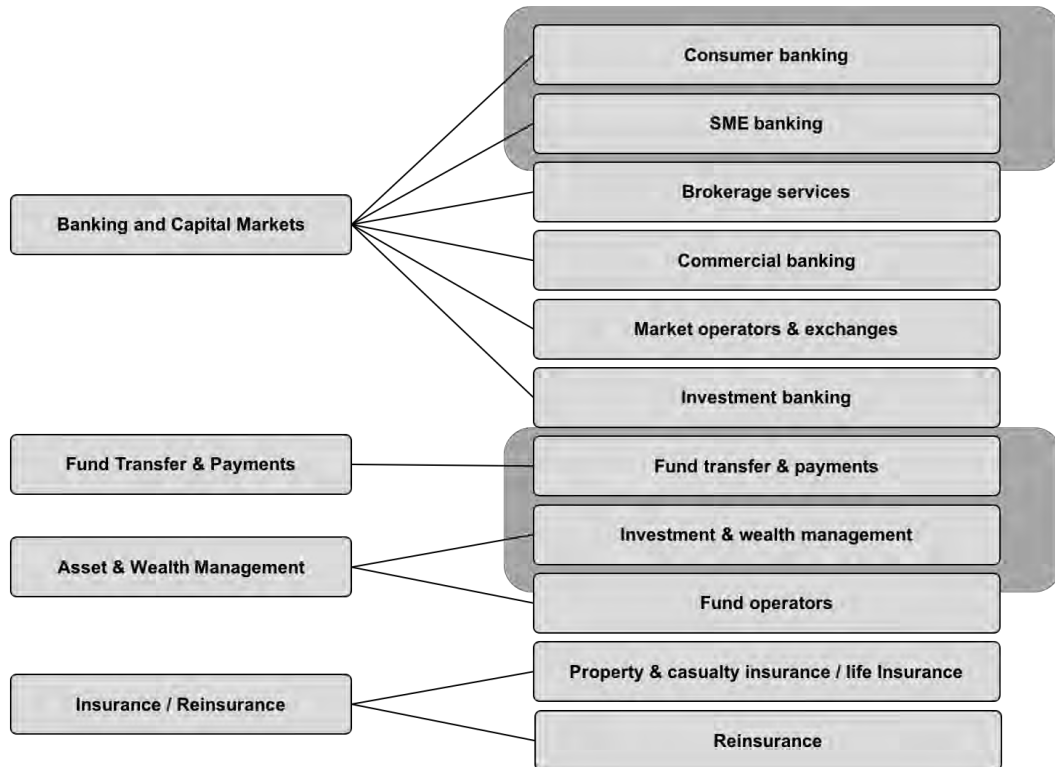 Consumer banking
SME banking
Brokerage services
Banking and Capital Markets
Commercial banking
Market operators & exchanges
Investment banking
Fund Transfer & Payments
Fund transfer & payments
Investment & wealth management
Asset & Wealth Management
Fund operators
Property & casualty insurance / life Insurance
Insurance / Reinsurance
Reinsurance